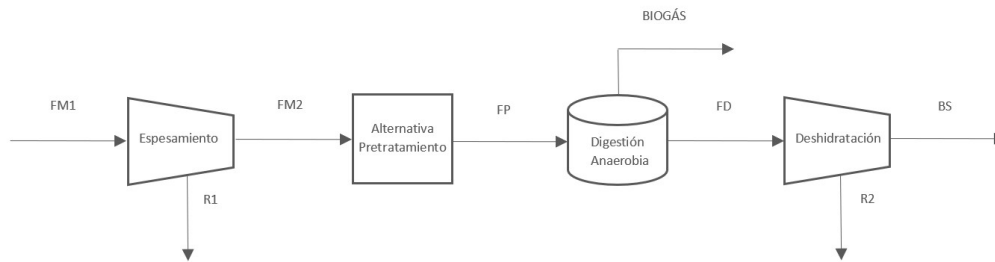 BIOGÁS
FM1
FM2
FP
FD
BS
Espesamiento
Alternativa
Pretratamiento
Digestión
Anaerobia
Deshidratación
R1
R2